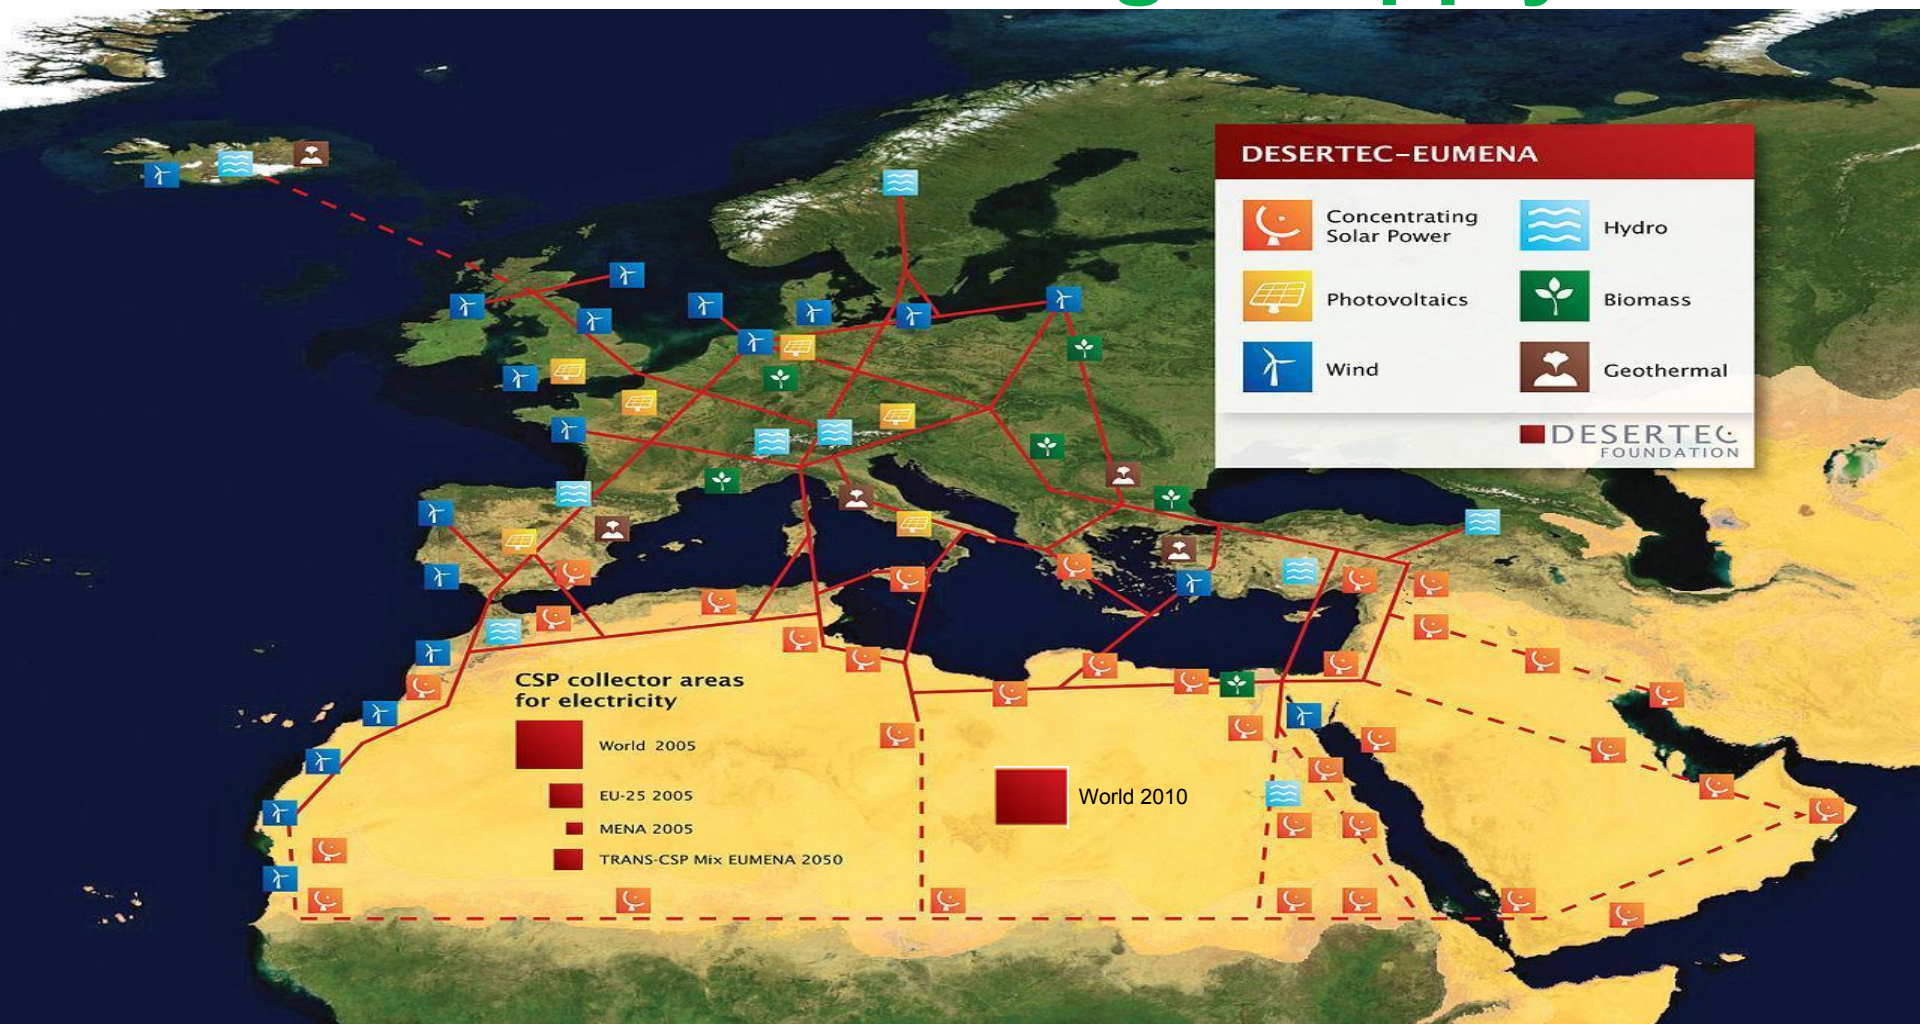 DESERTEC–EUMENA
Concentrating
Solar Power
Hydro
Photovoltaics
Biomass
Wind
Geothermal
DESERTEC
FOUNDATION
CSP collector areas
for electricity
World 2005
EU-25 2005
MENA 2005
TRANS-CSP Mix EUMENA 2050
World 2010